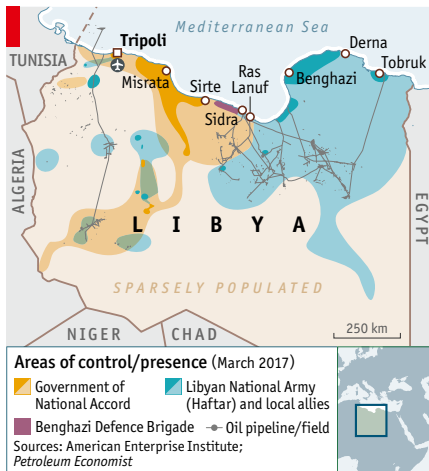 Mediterranean Sea
Tripoli
Derna
TUNISIA
Tobruk
Misrata
Sirte
Ras
Lanuf
Benghazi
Sidra
ALGERIA
EGYPT
LIBYA
SPARSELY POPULATED
NIGER
CHAD
250 km
Areas of control/presence (March 2017)
Government of
National Accord
Libyan National Army
(Haftar) and local allies
Benghazi Defence Brigade
Oil pipeline/field
Sources: American Enterprise Institute;
Petroleum Economist